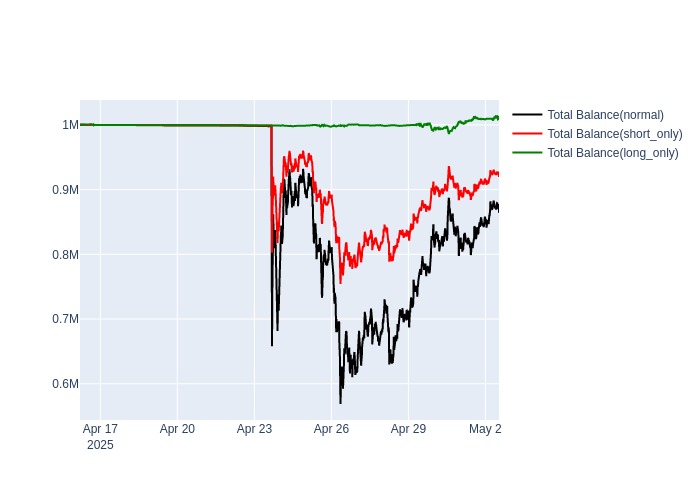 1M
0.9M
0.8M
0.7M
0.6M
Apr 17
2025
Apr 20
Apr 23
Apr 26
Apr 29
May 2
Total Balance(normal)
Total Balance(short_only)
Total Balance(long_only)